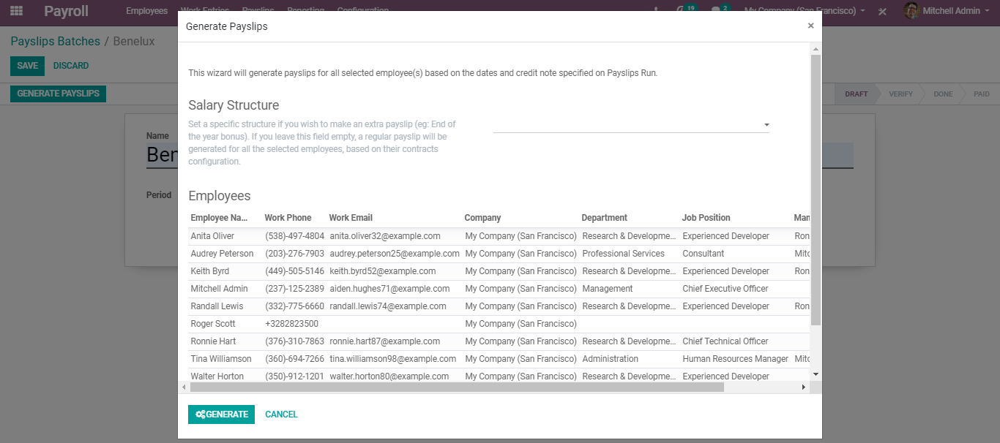 Payroll Employees Work Entries Payslips Reporting Configuration 19 2 My Company (San Francisco) Mitchell Admin
Generate Payslips ×
Payslips Batches / Benelux
SAVE DISCARD
GENERATE PAYSLIPS
DRAFT VERIFY DONE PAID
Name
Ben
Period
This wizard will generate payslips for all selected employee(s) based on the dates and credit note specified on Payslips Run.
Salary Structure
Set a specific structure if you wish to make an extra payslip (eg: End of
the year bonus). If you leave this field empty, a regular payslip will be
generated for all the selected employees, based on their contracts
configuration.
Employees
Employee Na... Work Phone Work Email Company Department Job Position Man
Anita Oliver (538)-497-4804 anita.oliver32@example.com My Company (San Francisco) Research & Developme... Experienced Developer Ron
Audrey Peterson (203)-276-7903 audrey.peterson25@example.com My Company (San Francisco) Professional Services Consultant Mitc
Keith Byrd (449)-505-5146 keith.byrd52@example.com My Company (San Francisco) Research & Developme... Experienced Developer Ron
Mitchell Admin (237)-125-2389 aiden.hughes71@example.com My Company (San Francisco) Management Chief Executive Officer
Randall Lewis (332)-775-6660 randall.lewis74@example.com My Company (San Francisco) Research & Developme... Experienced Developer Ron
Roger Scott +3282823500 My Company (San Francisco)
Ronnie Hart (376)-310-7863 ronnie.hart87@example.com My Company (San Francisco) Research & Developme... Chief Technical Officer
Tina Williamson (360)-694-7266 tina.williamson98@example.com My Company (San Francisco) Administration Human Resources Manager Mitc
Walter Horton (350)-912-1201 walter.horton80@example.com My Company (San Francisco) Research & Developme... Experienced Developer
GENERATE CANCEL